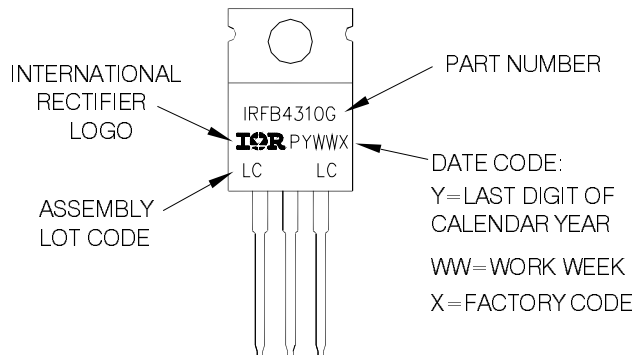 INTERNATIONAL
RECTIFIER
LOGO
PART NUMBER
IRFB4310G
IOR PYWWX
LC LC
ASSEMBLY
LOT CODE
DATE CODE:
Y=LAST DIGIT OF
CALENDAR YEAR
WW=WORK WEEK
X=FACTORY CODE